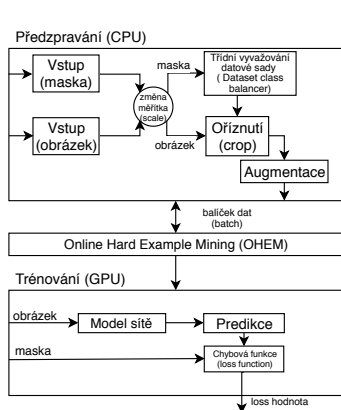 Předzpravání (CPU)
Vstup
(maska)
maska
Třídní vyvažování
datové sady
( Dataset class
balancer)
změna
měřítka
(scale)
Vstup
(obrázek)
obrázek
Oříznutí
(crop)
Augmentace
balíček dat
(batch)
Online Hard Example Mining (OHEM)
Trénování (GPU)
obrázek
Model sítě
Predikce
maska
Chybová funkce
(loss function)
loss hodnota